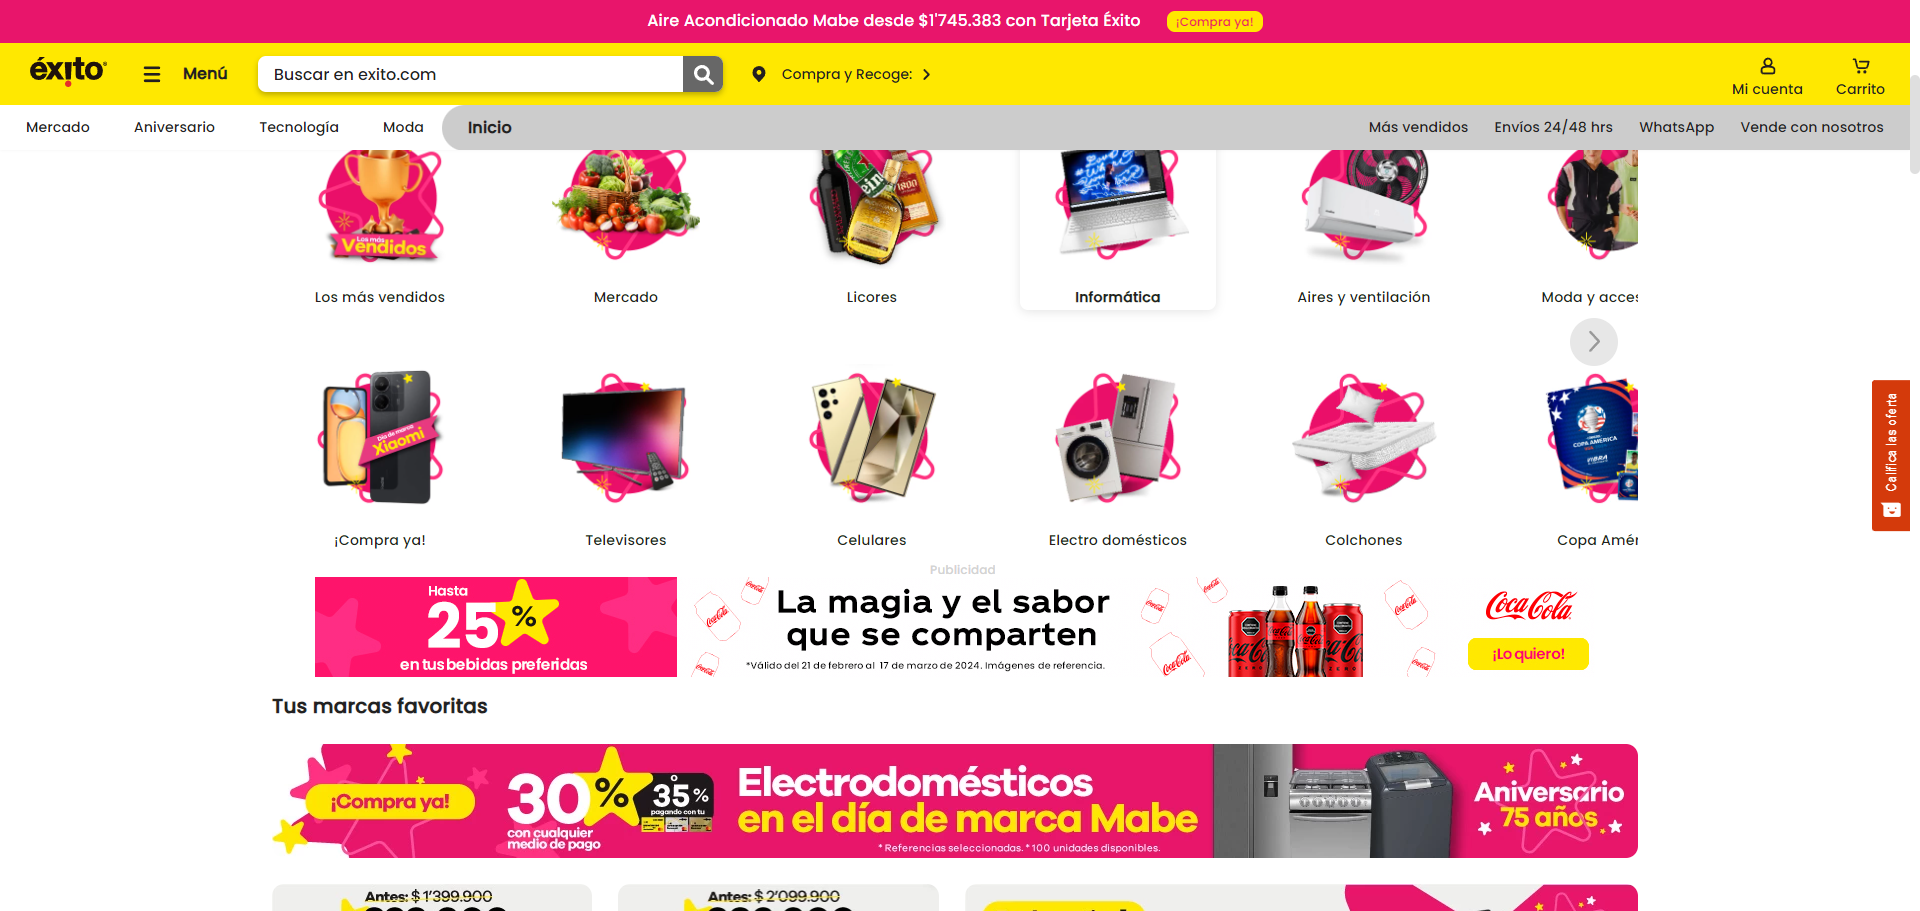 Aire Acondicionado Mabe desde $1'745.383 con Tarjeta Éxito ¡Compra ya!
éxito
Menú
Buscar en exito.com
Compra y Recoge:
Mi cuenta
Carrito
Mercado
Aniversario
Tecnología
Moda
Inicio
Más vendidos
Envíos 24/48 hrs
WhatsApp
Vende con nosotros
Los más
Vendidos
1800
Los más vendidos
Mercado
Licores
Informática
Aires y ventilación
Moda y acces
Día de marca
Xiaomi
COPA AMERICA
¡Compra ya!
Televisores
Celulares
Electro domésticos
Colchones
Copa Amér
Califica las oferta
Publicidad
Hasta
25%
en tus bebidas preferidas
La magia y el sabor
que se comparten
*Válido del 21 de febrero al 17 de marzo de 2024. Imágenes de referencia.
Coca-Cola
¡Lo quiero!
Tus marcas favoritas
¡Compra ya!
30%
con cualquier
medio de pago
o
35%
pagando con tu
Electrodomésticos
en el día de marca Mabe
* Referencias seleccionadas. * 100 unidades disponibles.
Aniversario
75 años
Antes: $ 1'399.900
Antes: $ 2'099.900